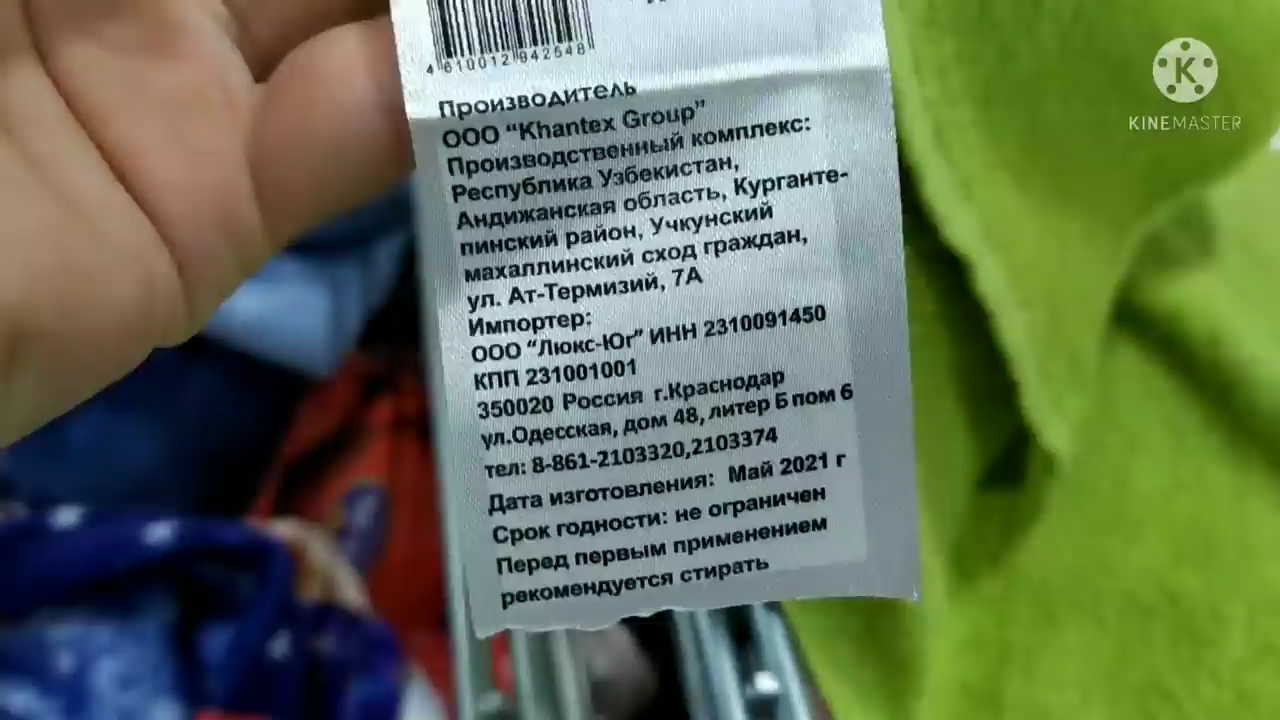 4 610012 842548
Производитель
ООО “Khantex Group”
Производственный комплекс:
Республика Узбекистан,
Андижанская область, Курганте-
пинский район, Учкунский
махаллинский сход граждан,
ул. Ат-Термизий, 7А
Импортер:
ООО “Люкс-Юг” ИНН 2310091450
КПП 231001001
350020 Россия г.Краснодар
ул.Одесская, дом 48, литер Б пом 6
тел: 8-861-2103320,2103374
Дата изготовления: Май 2021 г
Срок годности: не ограничен
Перед первым применением
рекомендуется стирать
K
KINEMASTER